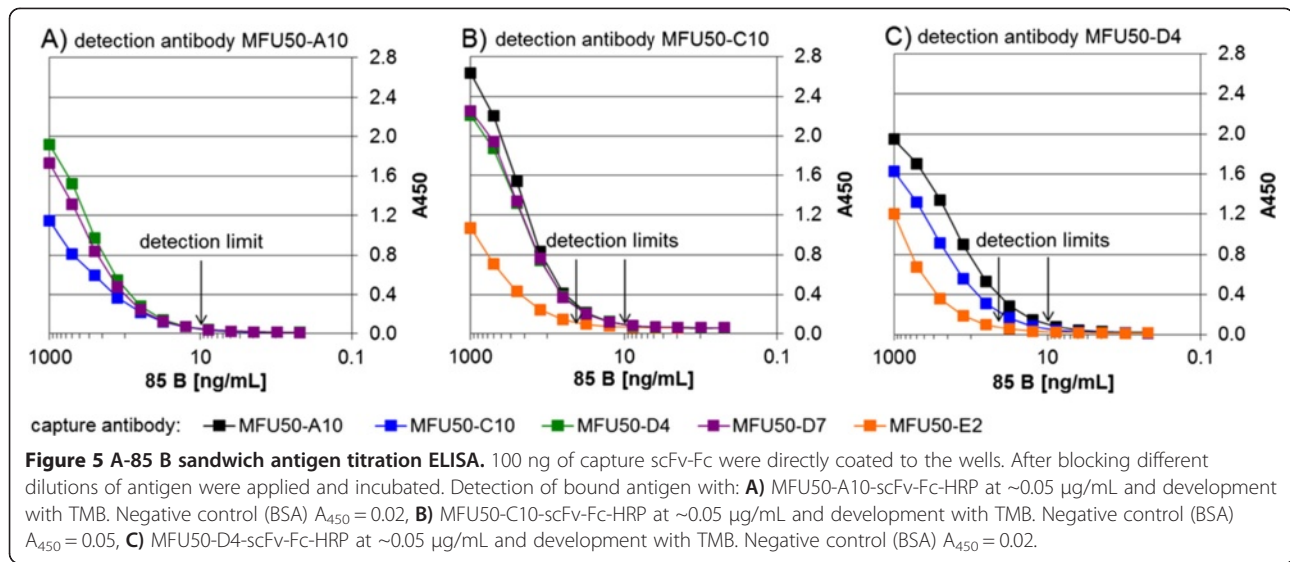 A) detection antibody MFU50-A10
2.8
2.4
2.0
1.6
1.2
0.8
0.4
0.0
A450
detection limit
1000
10
0.1
85 B [ng/mL]
B) detection antibody MFU50-C10
2.8
2.4
2.0
1.6
1.2
0.8
0.4
0.0
A450
detection limits
1000
10
0.1
85 B [ng/mL]
C) detection antibody MFU50-D4
2.8
2.4
2.0
1.6
1.2
0.8
0.4
0.0
A450
detection limits
1000
10
0.1
85 B [ng/mL]
capture antibody: MFU50-A10 MFU50-C10 MFU50-D4 MFU50-D7 MFU50-E2
Figure 5 A-85 B sandwich antigen titration ELISA. 100 ng of capture scFv-Fc were directly coated to the wells. After blocking different
dilutions of antigen were applied and incubated. Detection of bound antigen with: A) MFU50-A10-scFv-Fc-HRP at ~0.05 μg/mL and development
with TMB. Negative control (BSA) A450 = 0.02, B) MFU50-C10-scFv-Fc-HRP at ~0.05 μg/mL and development with TMB. Negative control (BSA)
A450 = 0.05, C) MFU50-D4-scFv-Fc-HRP at ~0.05 μg/mL and development with TMB. Negative control (BSA) A450 = 0.02.